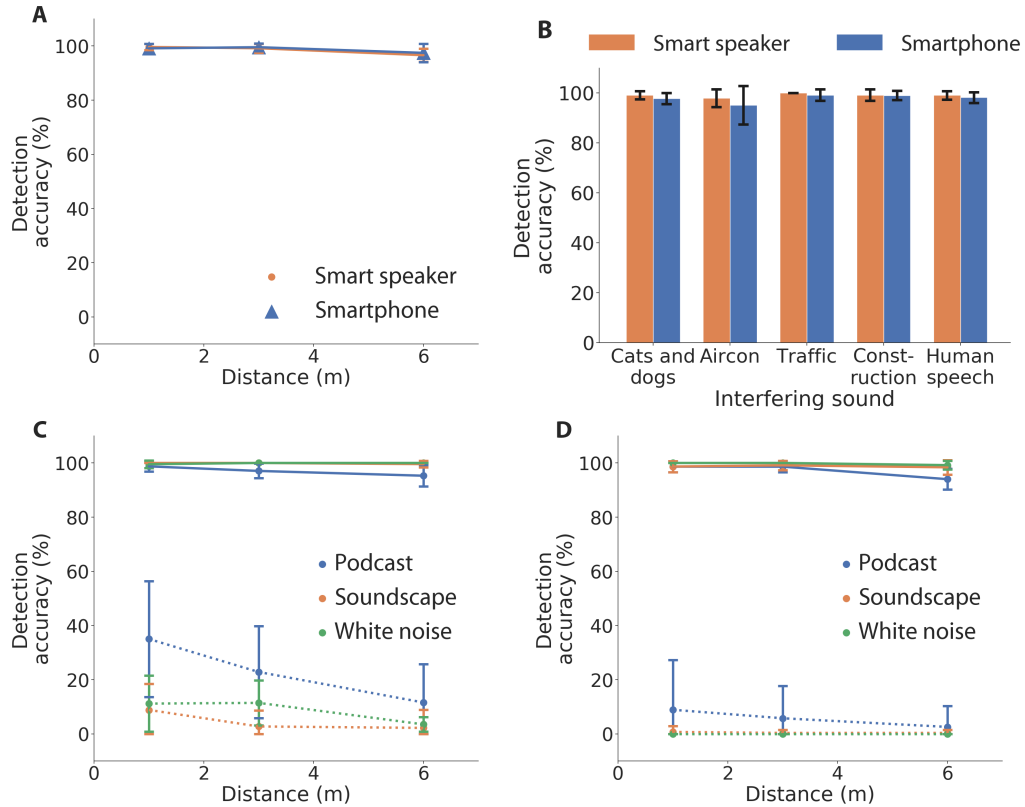 A
100
80
60
40
20
0
Detection
accuracy (%)
Smart speaker
Smartphone
0 2 4 6
Distance (m)
B
Smart speaker Smartphone
100
80
60
40
20
0
Detection
accuracy (%)
Cats and dogs
Aircon
Traffic
Const-
ruction
Human
speech
Interfering sound
C
100
80
60
40
20
0
Detection
accuracy (%)
Podcast
Soundscape
White noise
0 2 4 6
Distance (m)
D
100
80
60
40
20
0
Detection
accuracy (%)
Podcast
Soundscape
White noise
0 2 4 6
Distance (m)